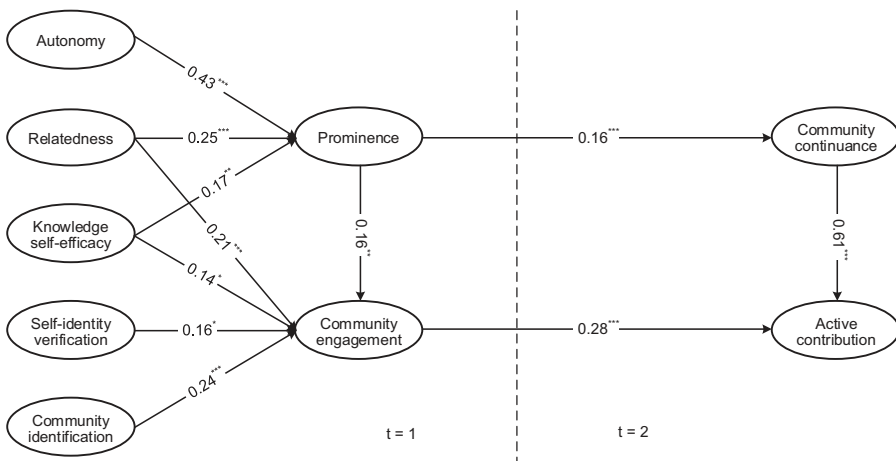 Autonomy
0.43***
Relatedness
0.25***
Prominence
0.16***
Community
continuance
0.17**
Knowledge
self-efficacy
0.21***
0.16**
0.61***
0.14*
Self-identity
verification
0.16*
Community
engagement
0.28***
Active
contribution
0.24***
Community
identification
t = 1
t = 2